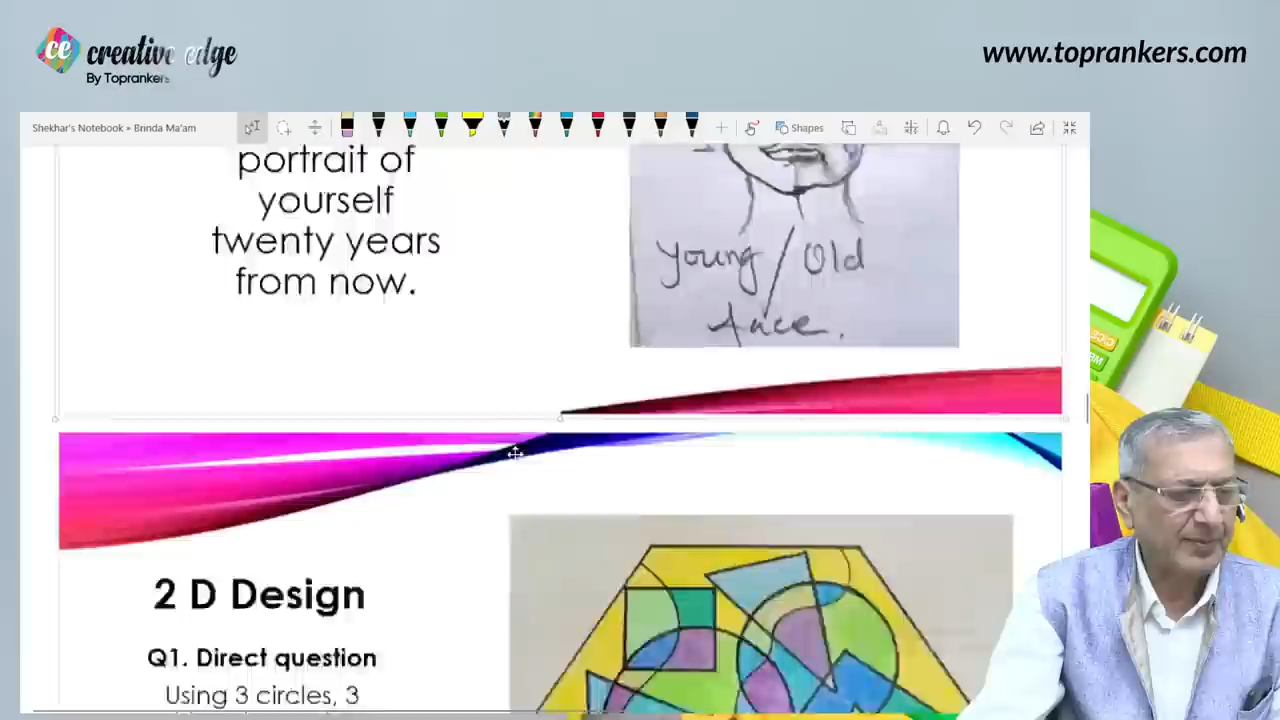 ce creative edge
By Toprankers
www.toprankers.com
Shekhar's Notebook » Brinda Ma'am
Shapes
portrait of
yourself
twenty years
from now.
Young / Old
face.
2 D Design
Q1. Direct question
Using 3 circles, 3